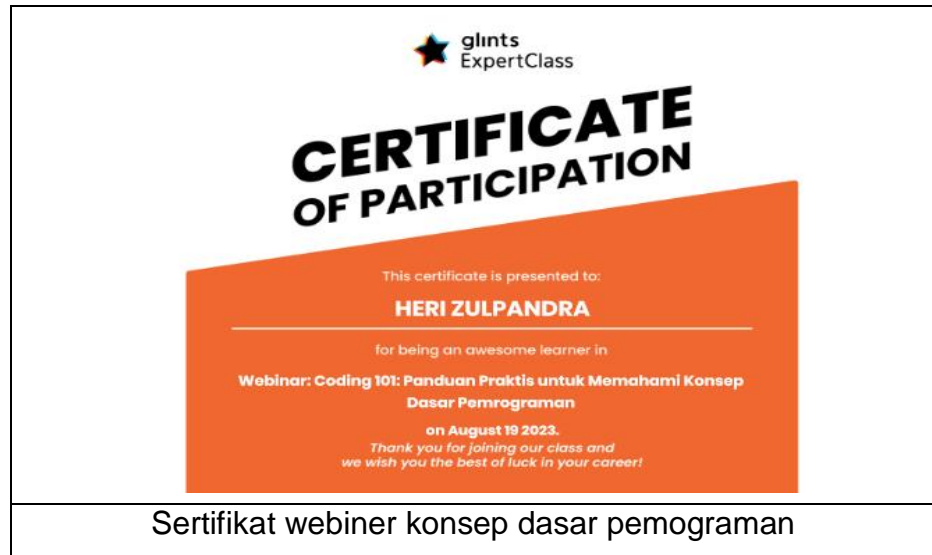 glints
ExpertClass
CERTIFICATE
OF PARTICIPATION
This certificate is presented to:
HERI ZULPANDRA
for being an awesome learner in
Webinar: Coding 101: Panduan Praktis untuk Memahami Konsep
Dasar Pemrograman
on August 19 2023.
Thank you for joining our class and
we wish you the best of luck in your career!
Sertifikat webiner konsep dasar pemograman